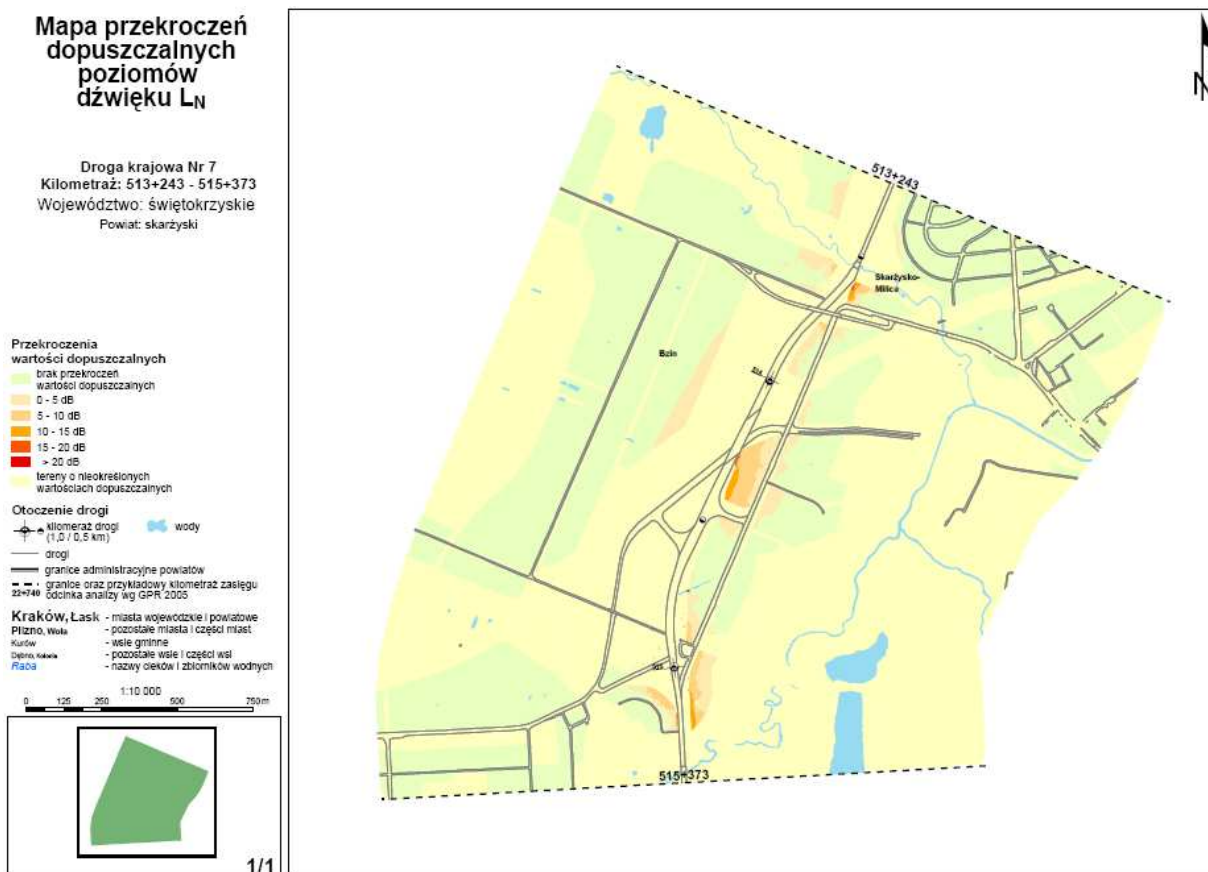 Mapa przekroczeń
dopuszczalnych
poziomów
dźwięku LN
Droga krajowa Nr 7
Kilometraż: 513+243 - 515+373
Województwo: świętokrzyskie
Powiat: skarżyski
Przekroczenia
wartości dopuszczalnych
brak przekroczeń
wartości dopuszczalnych
0 - 5 dB
5 - 10 dB
10 - 15 dB
15 - 20 dB
> 20 dB
tereny o nieokreślonych
wartościach dopuszczalnych
Otoczenie drogi
kilometraż drogi
(1,0 / 0,5 km)
wody
drogi
granice administracyjne powiatów
granice oraz przykładowy kilometraż zasięgu
22+740 odcinka analizy wg GPR 2005
Kraków, Łask - miasta wojewódzkie i powiatowe
Pilzno, Wola - pozostałe miasta i części miast
Kurów - wsie gminne
Dębno, - pozostałe wsie i części wsi
Raba - nazwy cieków i zbiorników wodnych
1:10 000
0 125 250 500 750 m
1/1
N
513+243
Skarżysko-
Milica
Bzin
514
515
515+373